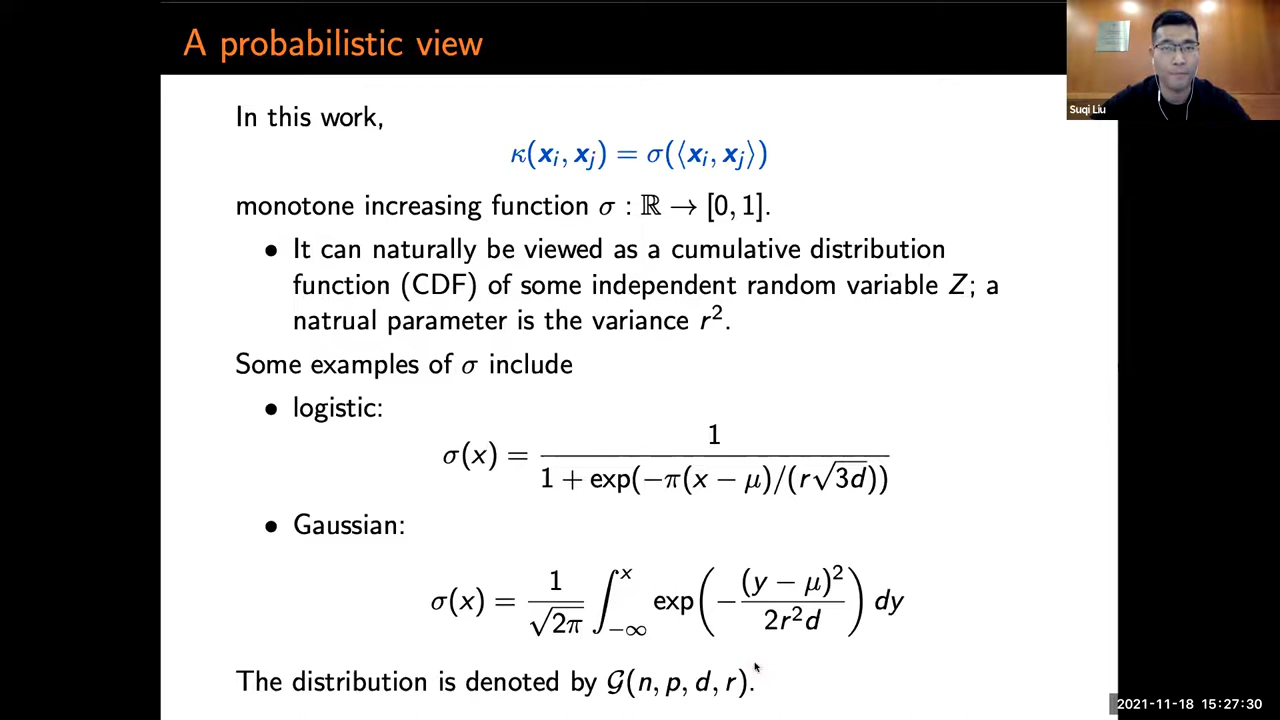 A probabilistic view
Suqi Liu
In this work,
κ(x_i, x_j) = σ(⟨x_i, x_j⟩)
monotone increasing function σ : ℝ → [0, 1].
• It can naturally be viewed as a cumulative distribution
function (CDF) of some independent random variable Z; a
natrual parameter is the variance r².
Some examples of σ include
• logistic:
σ(x) = 1 / (1 + exp(−π(x − μ)/(r√3d)))
• Gaussian:
σ(x) = 1/√2π ∫_{−∞}^{x} exp(−(y − μ)²/2r²d) dy
The distribution is denoted by 𝒢(n, p, d, r).
2021-11-18 15:27:30